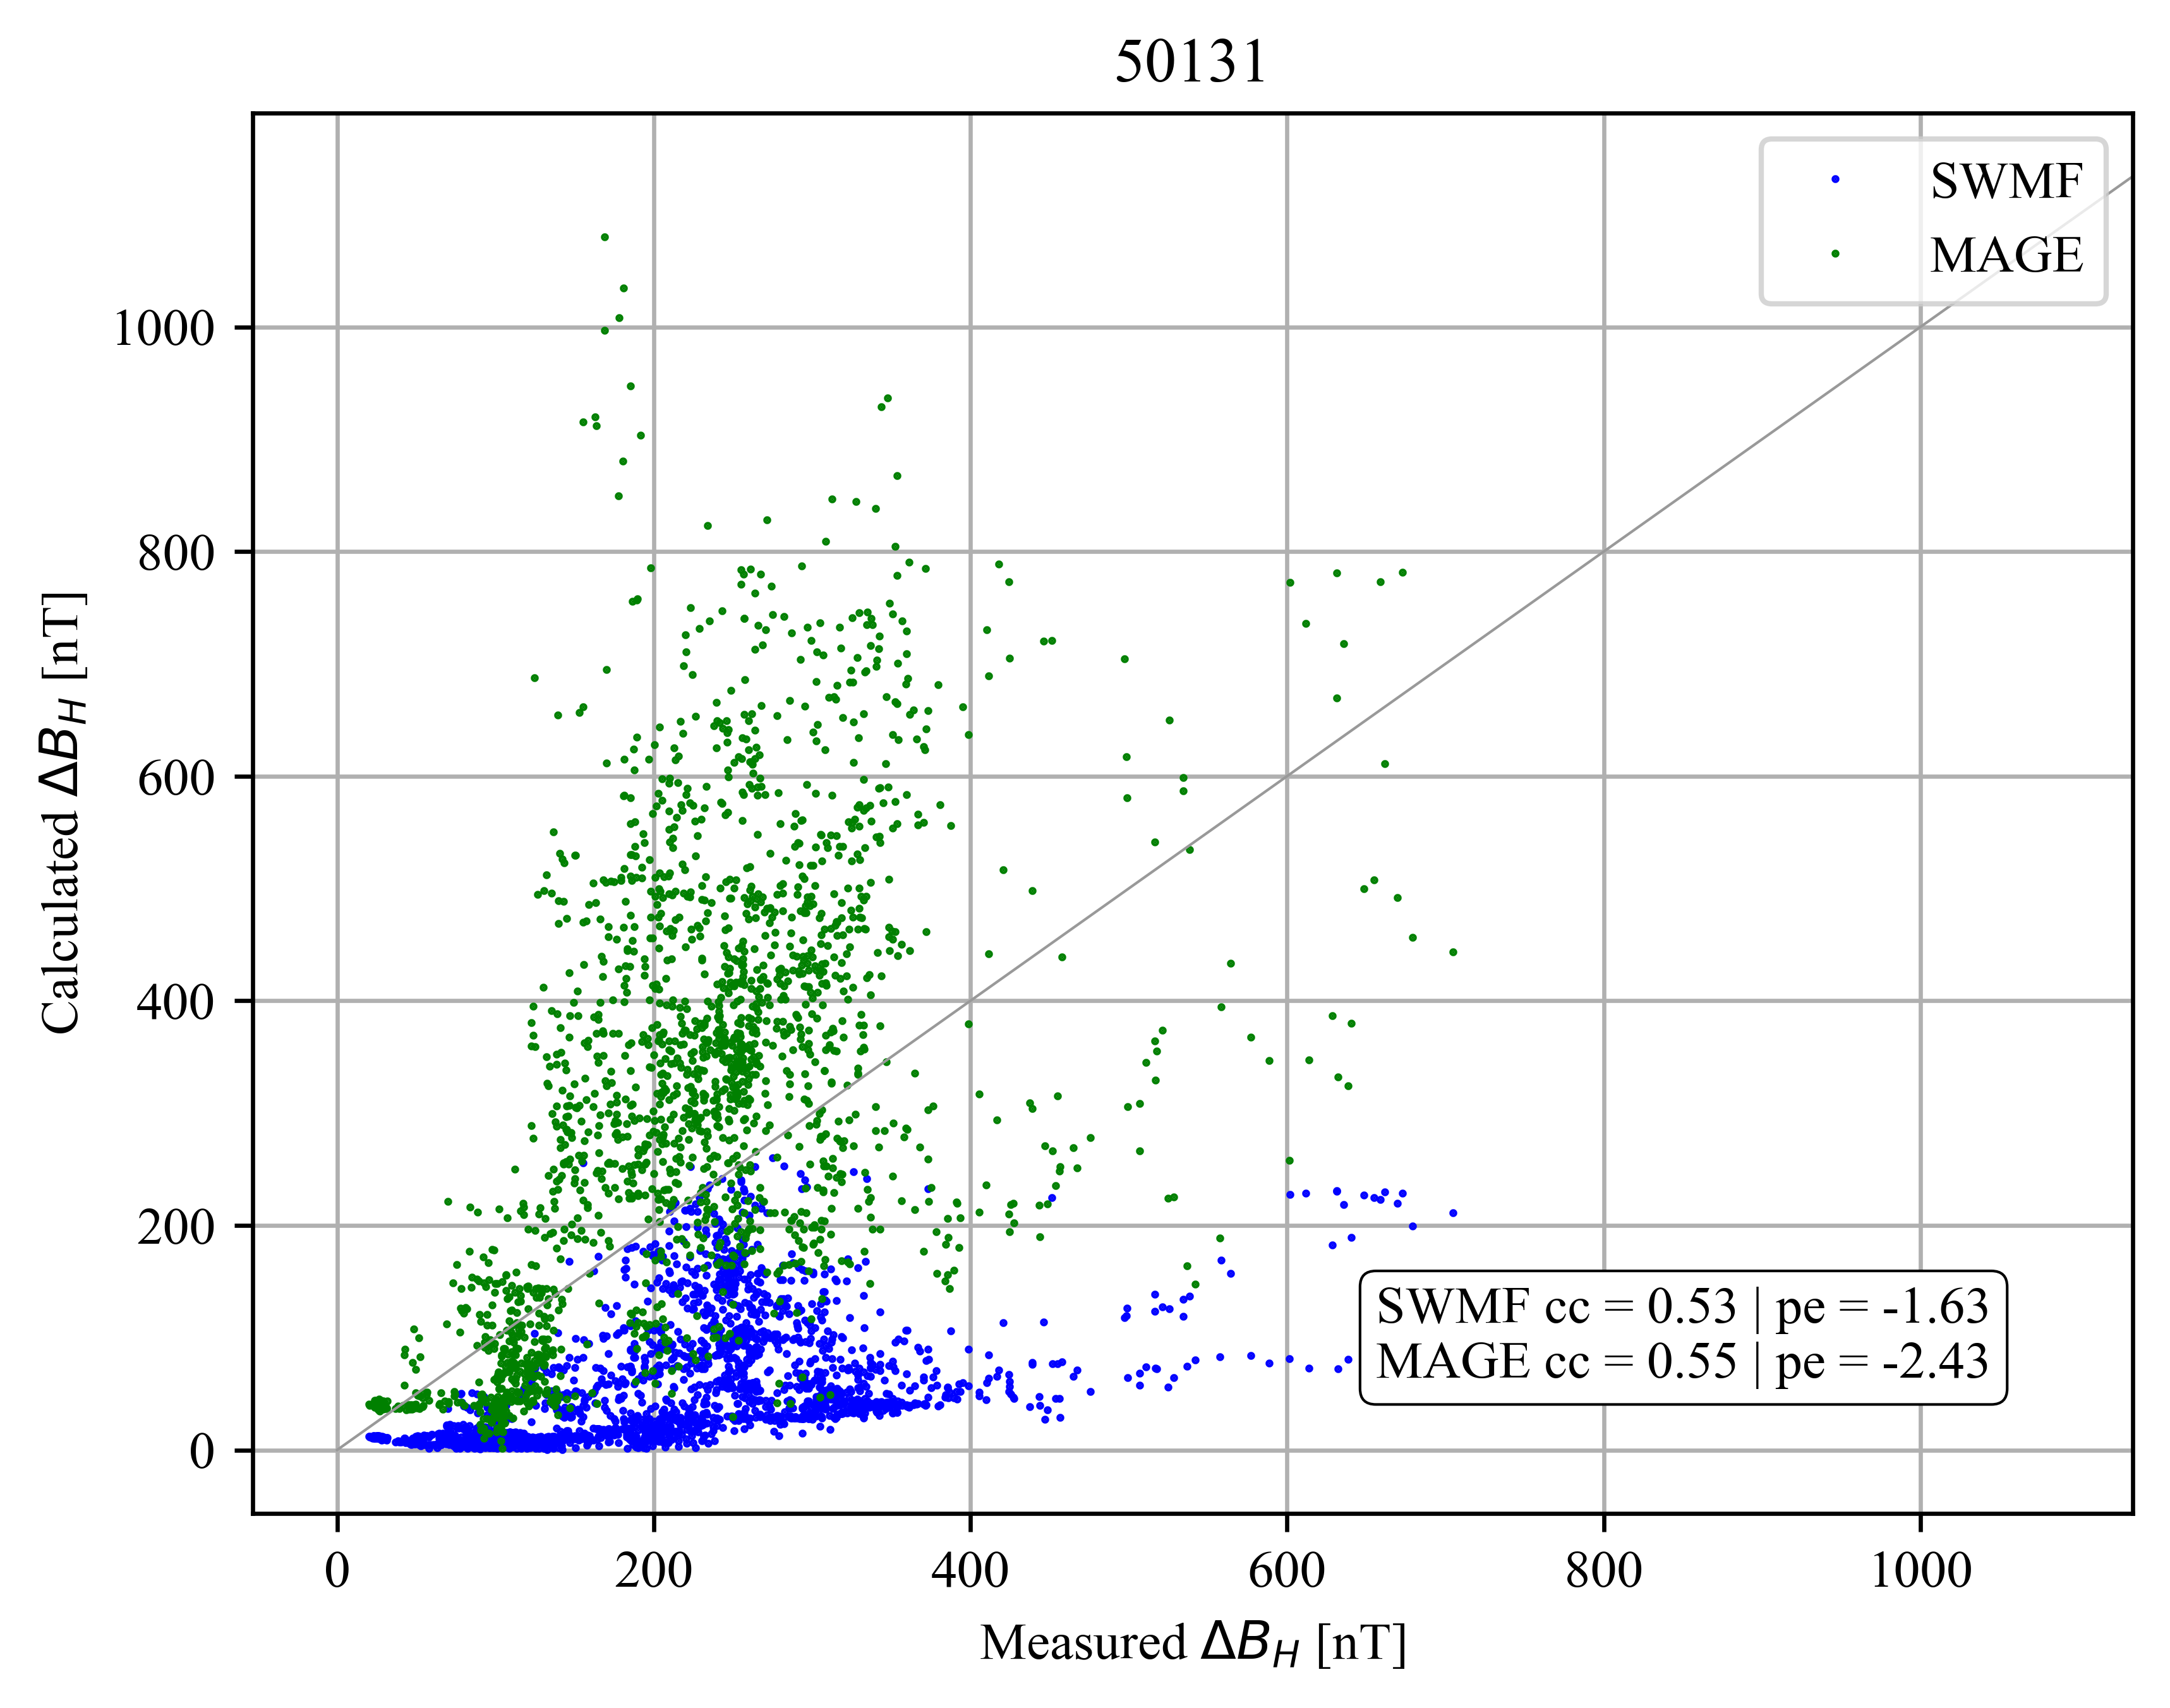 50131
SWMF
MAGE
1000
800
600
400
200
0
Calculated ΔB_H [nT]
SWMF cc = 0.53 | pe = -1.63
MAGE cc = 0.55 | pe = -2.43
0 200 400 600 800 1000
Measured ΔB_H [nT]